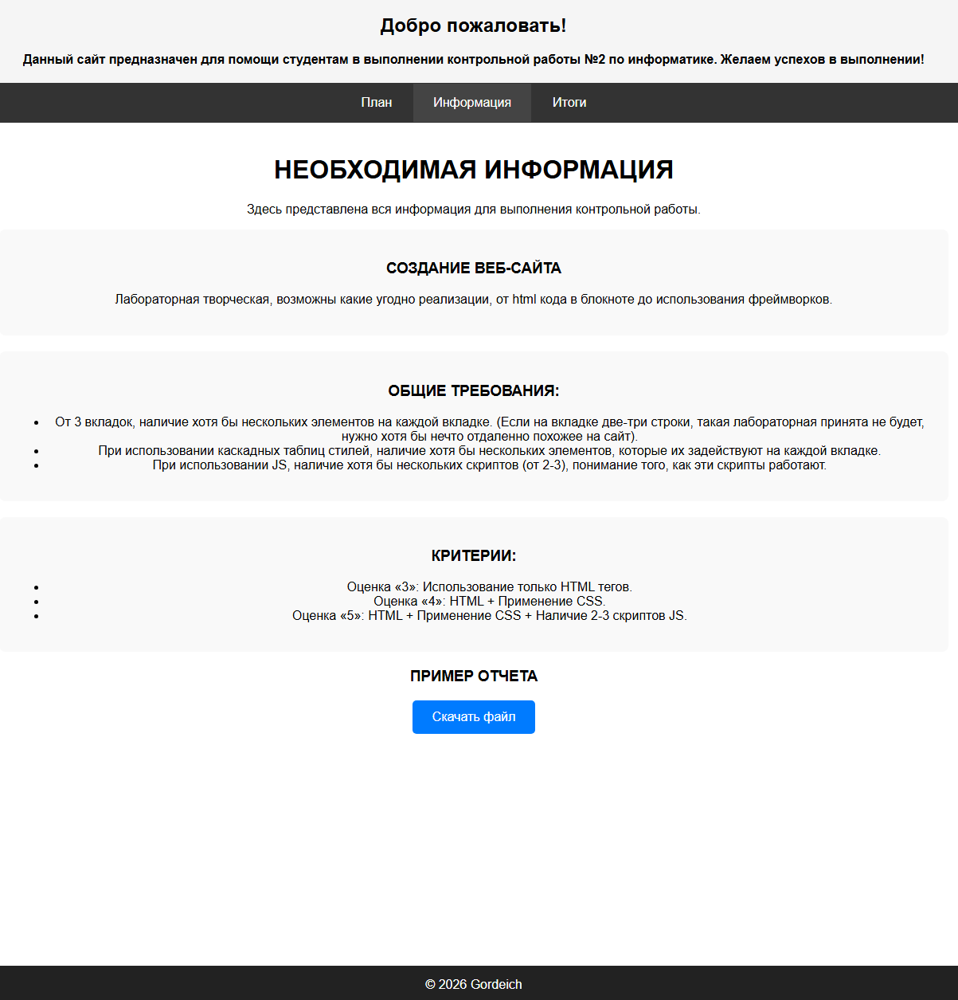 Добро пожаловать!
Данный сайт предназначен для помощи студентам в выполнении контрольной работы №2 по информатике. Желаем успехов в выполнении!
План Информация Итоги
НЕОБХОДИМАЯ ИНФОРМАЦИЯ
Здесь представлена вся информация для выполнения контрольной работы.
СОЗДАНИЕ ВЕБ-САЙТА
Лабораторная творческая, возможны какие угодно реализации, от html кода в блокноте до использования фреймворков.
ОБЩИЕ ТРЕБОВАНИЯ:
• От 3 вкладок, наличие хотя бы нескольких элементов на каждой вкладке. (Если на вкладке две-три строки, такая лабораторная принята не будет,
нужно хотя бы нечто отдаленно похожее на сайт).
• При использовании каскадных таблиц стилей, наличие хотя бы нескольких элементов, которые их задействуют на каждой вкладке.
• При использовании JS, наличие хотя бы нескольких скриптов (от 2-3), понимание того, как эти скрипты работают.
КРИТЕРИИ:
• Оценка «3»: Использование только HTML тегов.
• Оценка «4»: HTML + Применение CSS.
• Оценка «5»: HTML + Применение CSS + Наличие 2-3 скриптов JS.
ПРИМЕР ОТЧЕТА
Скачать файл
© 2026 Gordeich